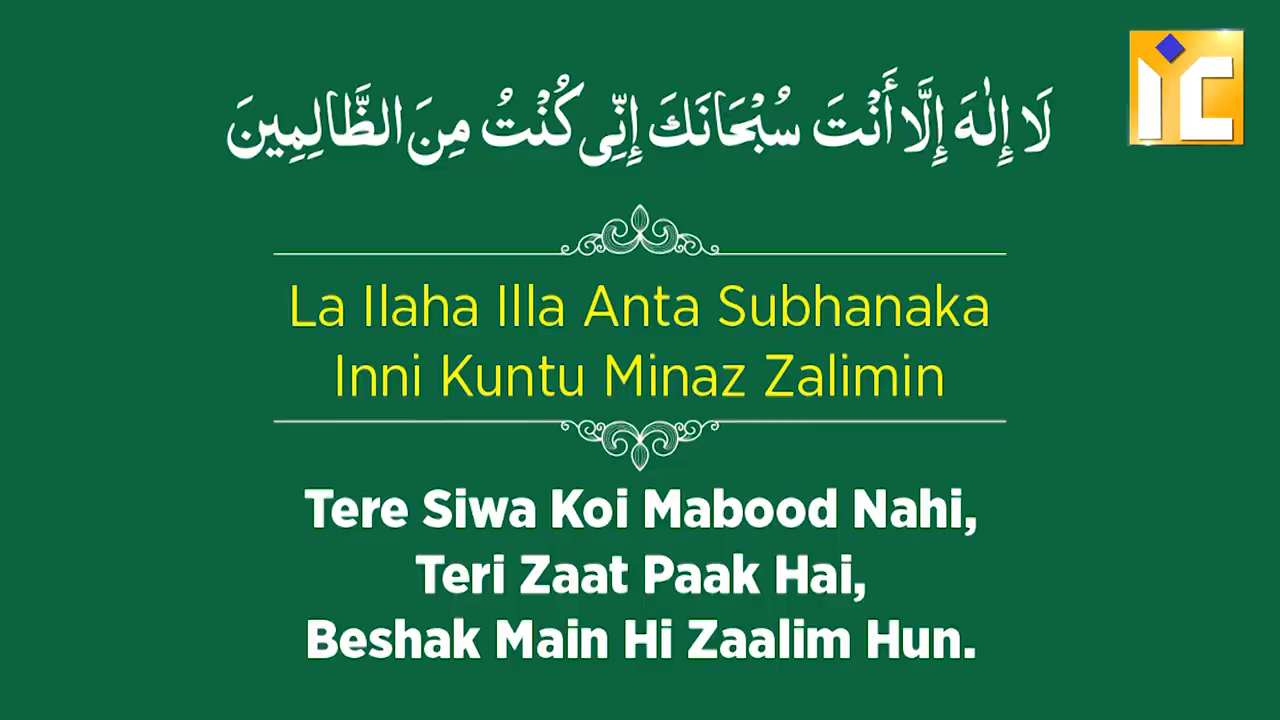 لَا إِلٰهَ إِلَّا أَنْتَ سُبْحَانَكَ إِنِّى كُنْتُ مِنَ الظَّالِمِينَ
La Ilaha Illa Anta Subhanaka
Inni Kuntu Minaz Zalimin
Tere Siwa Koi Mabood Nahi,
Teri Zaat Paak Hai,
Beshak Main Hi Zaalim Hun.